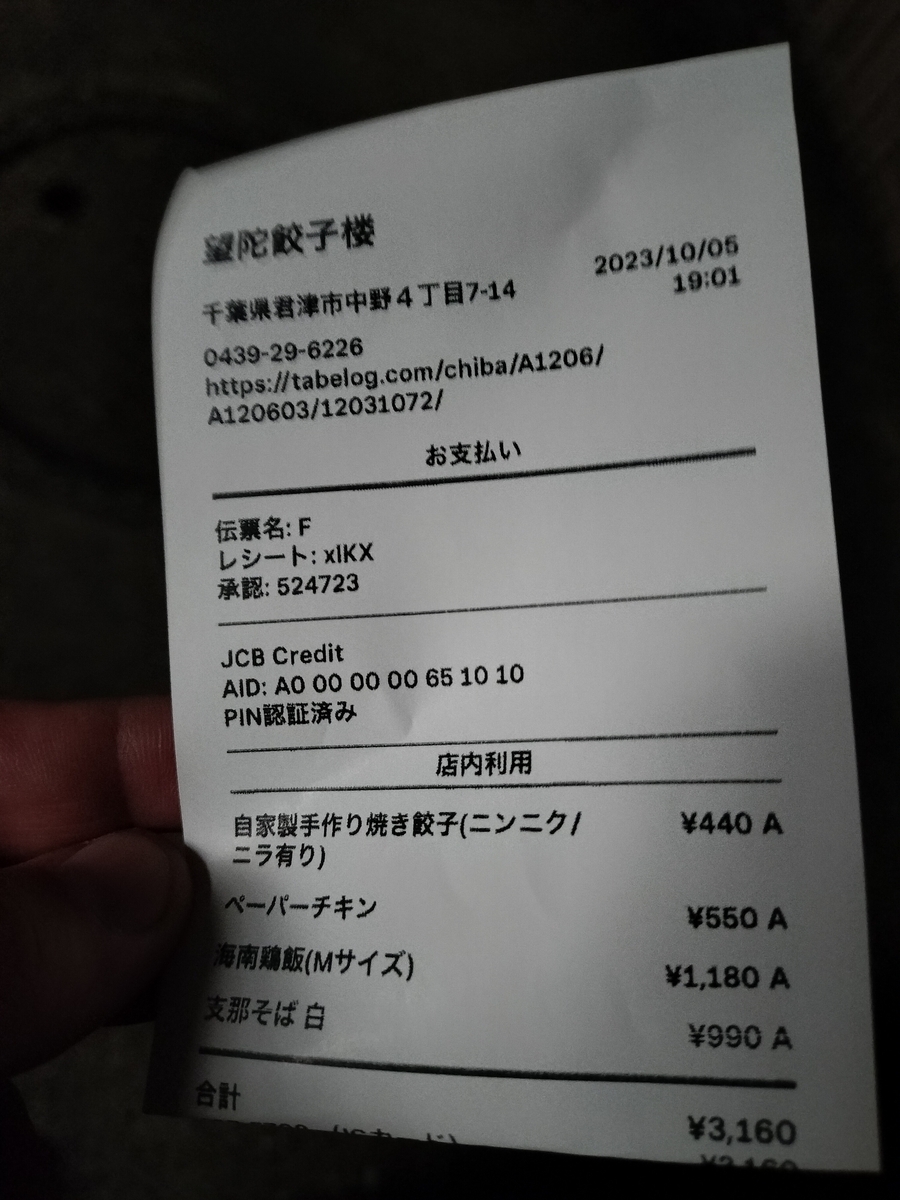 望陀餃子楼
2023/10/05
19:01
千葉県君津市中野4丁目7-14
0439-29-6226
https://tabelog.com/chiba/A1206/
A120603/12031072/
お支払い
伝票名: F
レシート: xlKX
承認: 524723
JCB Credit
AID: A0 00 00 00 65 10 10
PIN認証済み
店内利用
自家製手作り焼き餃子(ニンニク/ ¥440 A
ニラ有り)
ペーパーチキン ¥550 A
海南鶏飯(Mサイズ) ¥1,180 A
支那そば 白 ¥990 A
合計 ¥3,160